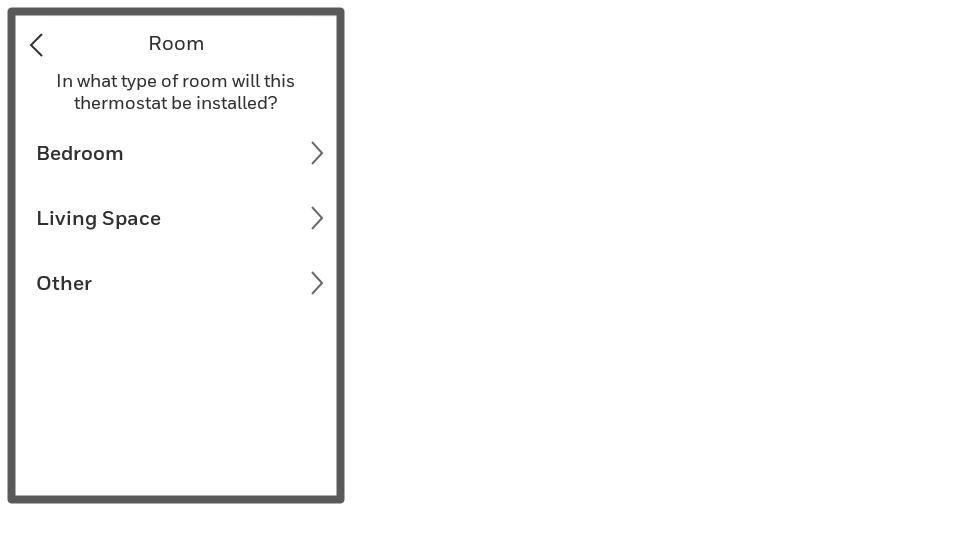 Room
In what type of room will this
thermostat be installed?
Bedroom
Living Space
Other